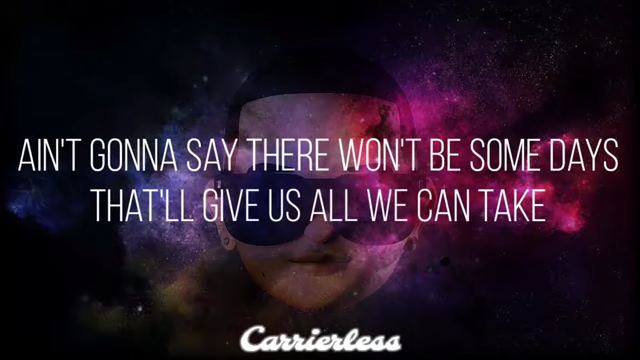 AIN'T GONNA SAY THERE WON'T BE SOME DAYS
THAT'LL GIVE US ALL WE CAN TAKE
Carrierless